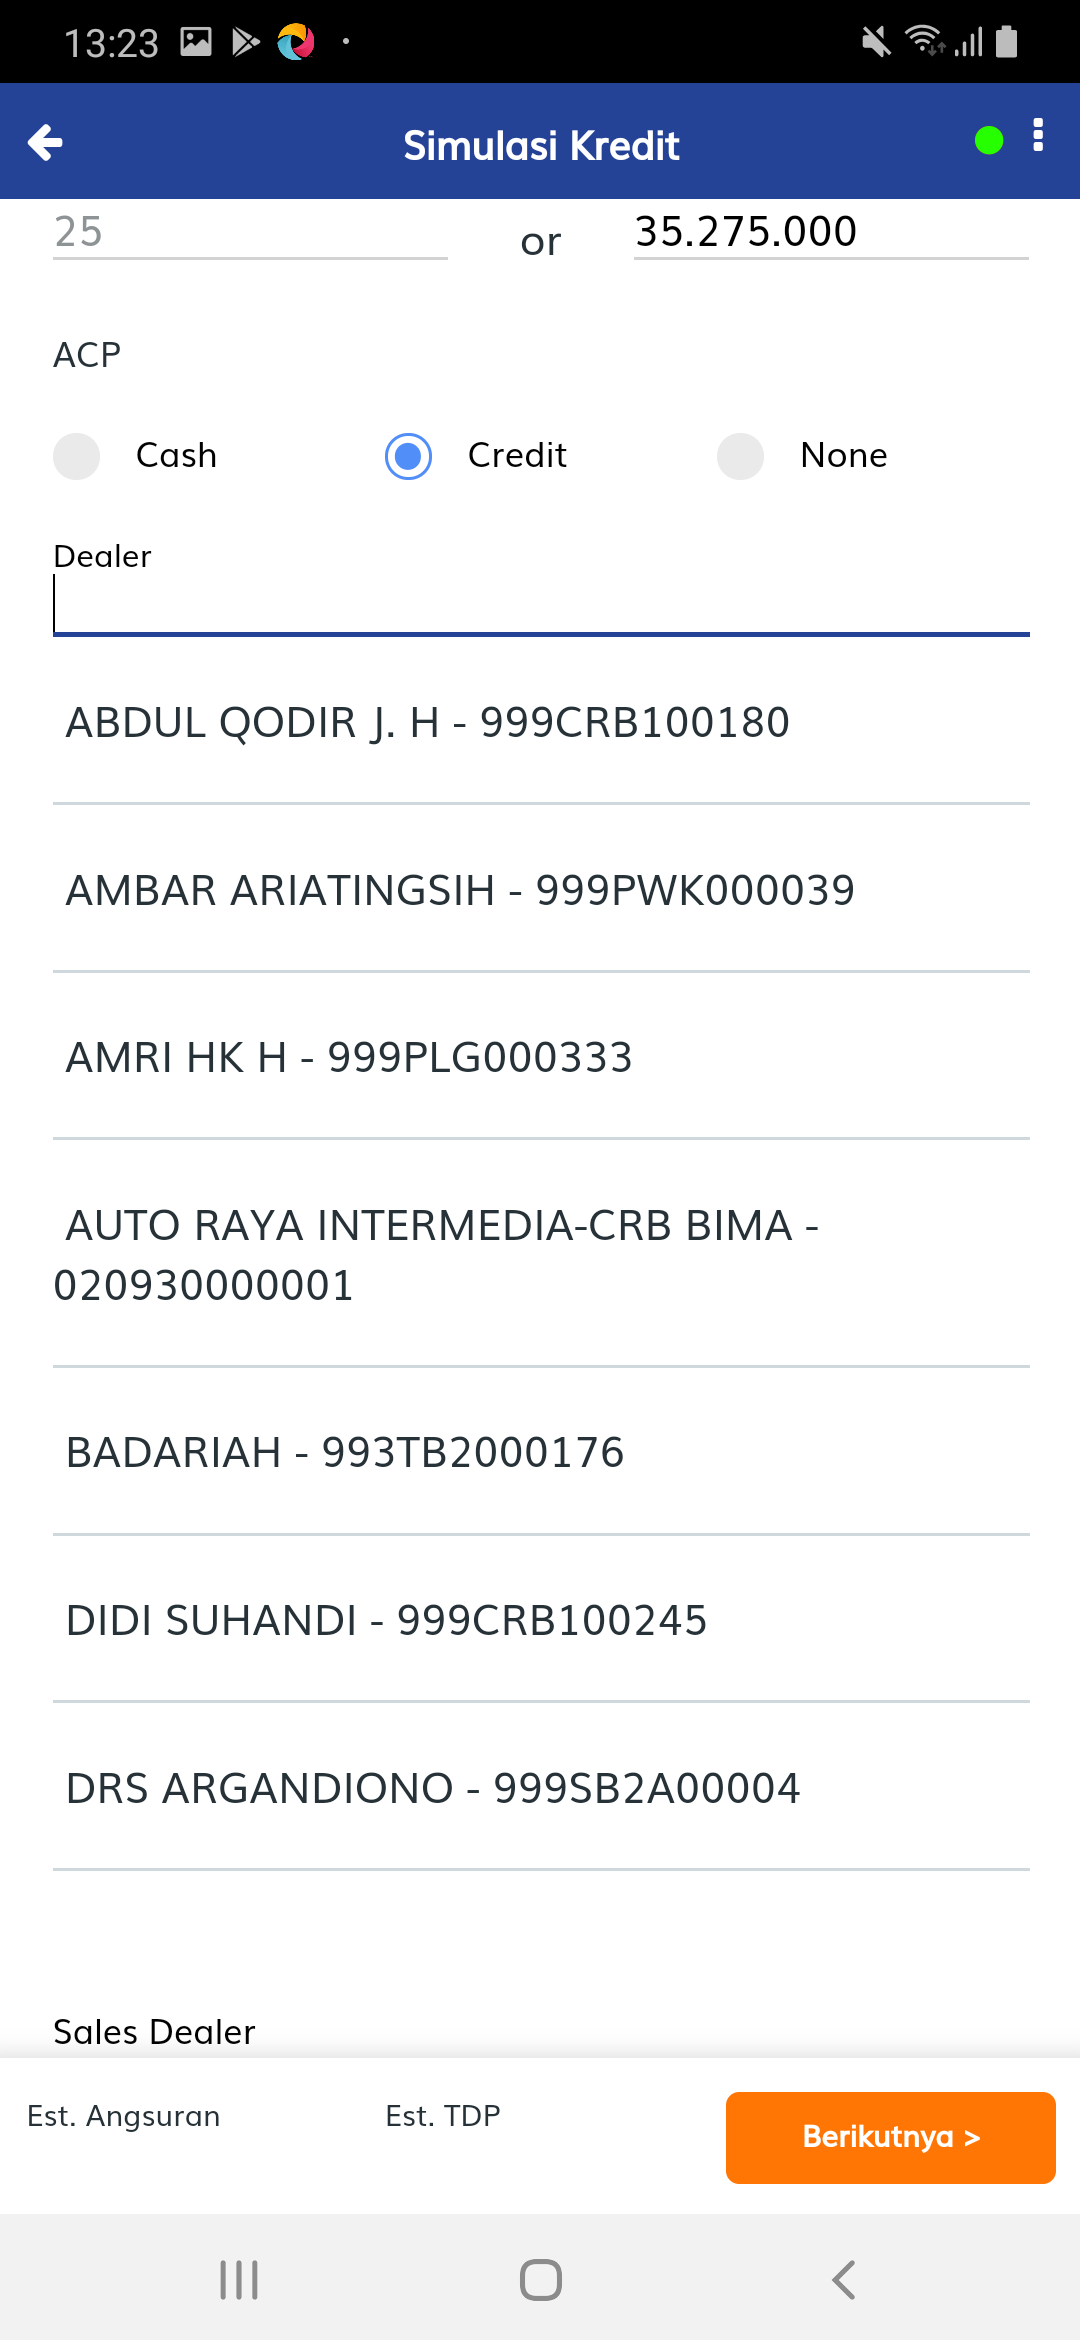 13:23
Simulasi Kredit
25 or 35.275.000
ACP
Cash Credit None
Dealer
ABDUL QODIR J. H - 999CRB100180
AMBAR ARIATINGSIH - 999PWK000039
AMRI HK H - 999PLG000333
AUTO RAYA INTERMEDIA-CRB BIMA -
020930000001
BADARIAH - 993TB2000176
DIDI SUHANDI - 999CRB100245
DRS ARGANDIONO - 999SB2A00004
Sales Dealer
Est. Angsuran Est. TDP Berikutnya >